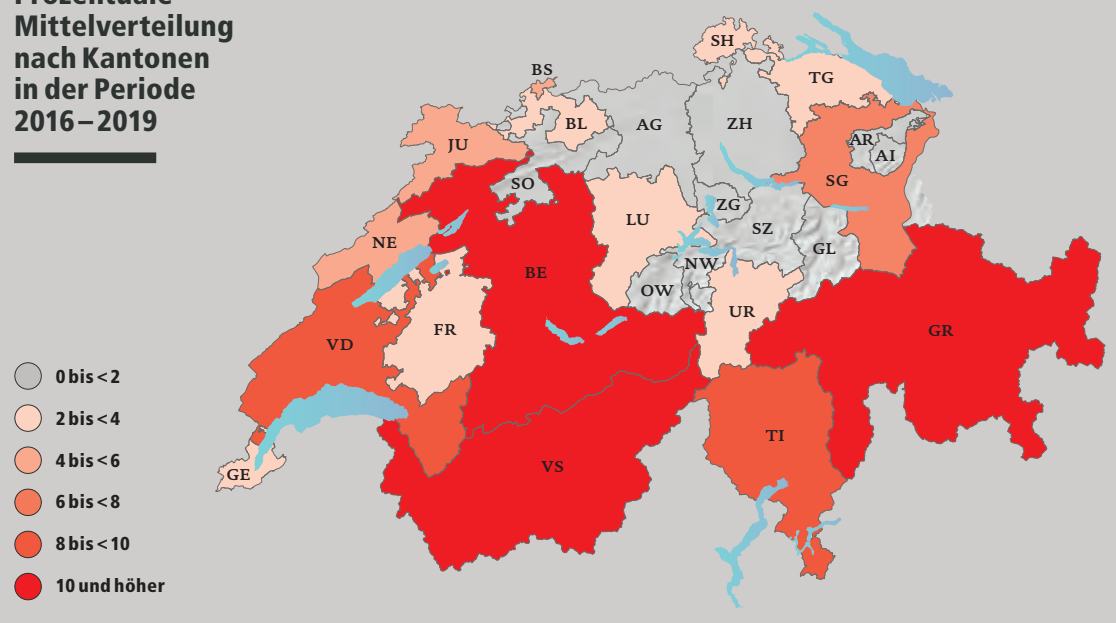 Prozentuale
Mittelverteilung
nach Kantonen
in der Periode
2016–2019
SH
BS
TG
BL
AG
ZH
JU
AR
AI
SO
SG
ZG
LU
SZ
NE
GL
NW
BE
OW
UR
FR
GR
VD
TI
VS
GE
0 bis < 2
2 bis < 4
4 bis < 6
6 bis < 8
8 bis < 10
10 und höher